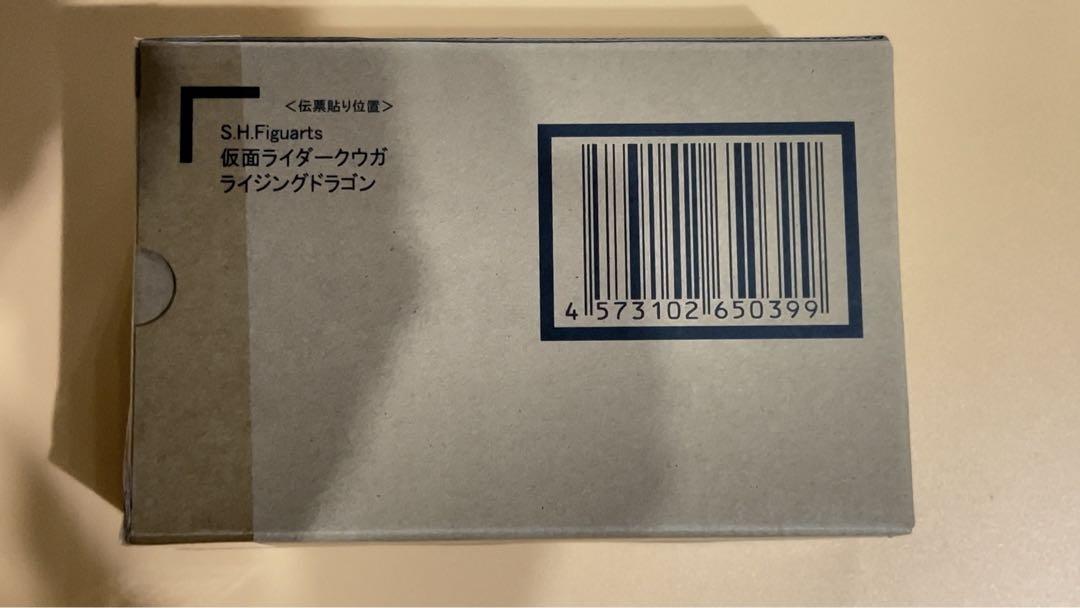 ＜伝票貼り位置＞
S.H.Figuarts
仮面ライダークウガ
ライジングドラゴン
4 573102 650399